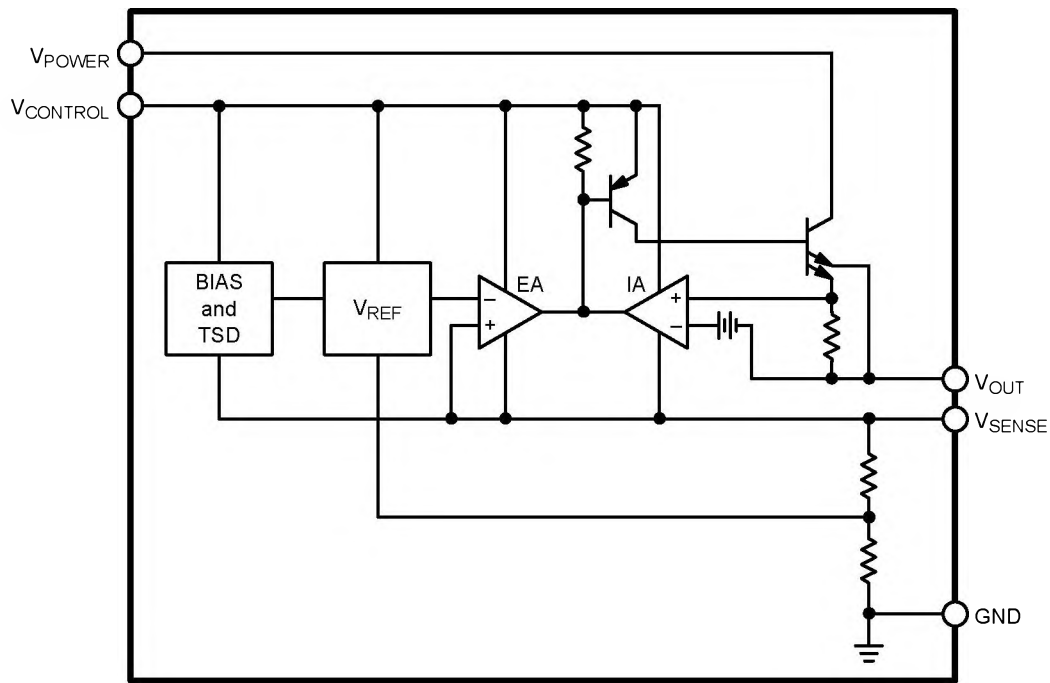 VPOWER
VCONTROL
BIAS
and
TSD
VREF
EA
IA
−
+
+
−
VOUT
VSENSE
GND